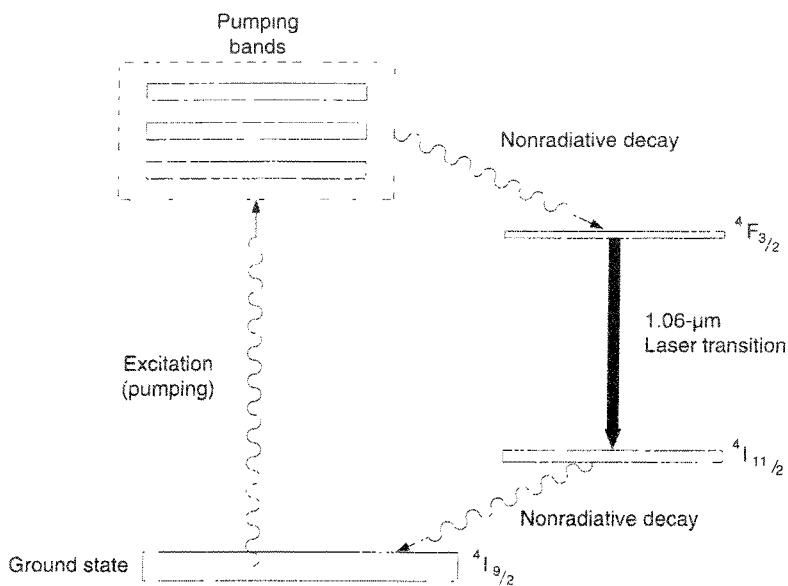 Pumping
bands
Nonradiative decay
⁴F₃/₂
1.06-µm
Laser transition
Excitation
(pumping)
⁴I₁₁/₂
Nonradiative decay
Ground state
⁴I₉/₂